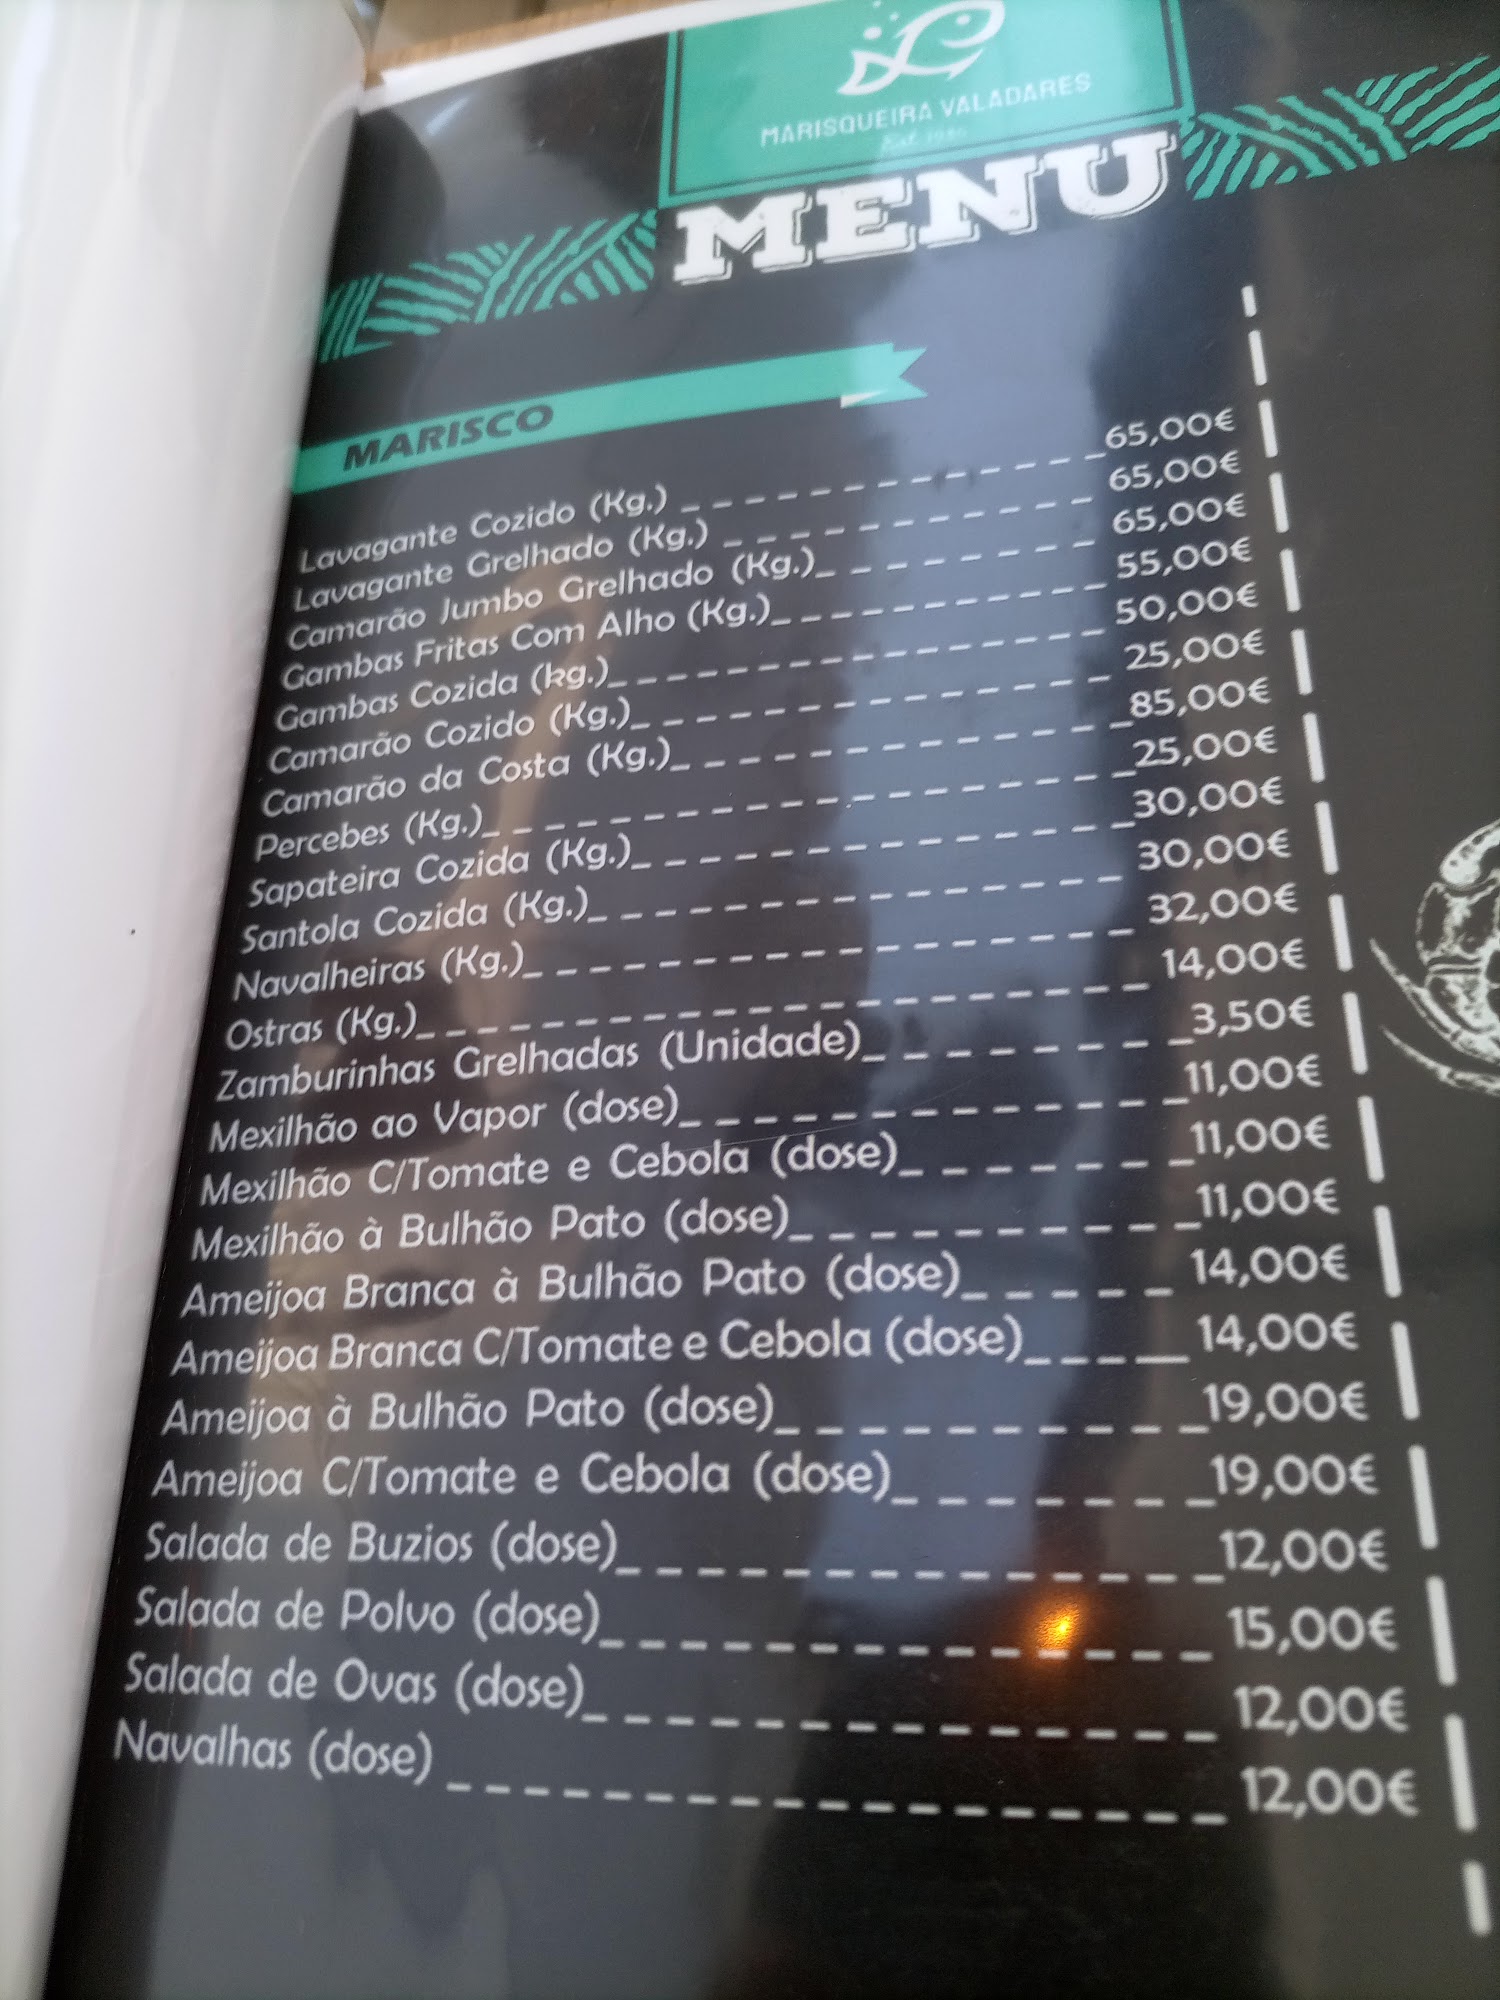 MARISQUEIRA VALADARES
Est.
MENU
MARISCO
Lavagante Cozido (Kg.) 65,00€
Lavagante Grelhado (Kg.) 65,00€
Camarão Jumbo Grelhado (Kg.) 65,00€
Gambas Fritas Com Alho (Kg.) 55,00€
Gambas Cozida (kg.) 50,00€
Camarão Cozido (Kg.) 25,00€
Camarão da Costa (Kg.) 85,00€
Percebes (Kg.) 25,00€
Sapateira Cozida (Kg.) 30,00€
Santola Cozida (Kg.) 30,00€
Navalheiras (Kg.) 32,00€
Ostras (Kg.) 14,00€
Zamburinhas Grelhadas (Unidade) 3,50€
Mexilhão ao Vapor (dose) 11,00€
Mexilhão C/Tomate e Cebola (dose) 11,00€
Mexilhão à Bulhão Pato (dose) 11,00€
Ameijoa Branca à Bulhão Pato (dose) 14,00€
Ameijoa Branca C/Tomate e Cebola (dose) 14,00€
Ameijoa à Bulhão Pato (dose) 19,00€
Ameijoa C/Tomate e Cebola (dose) 19,00€
Salada de Buzios (dose) 12,00€
Salada de Polvo (dose) 15,00€
Salada de Ovas (dose) 12,00€
Navalhas (dose) 12,00€